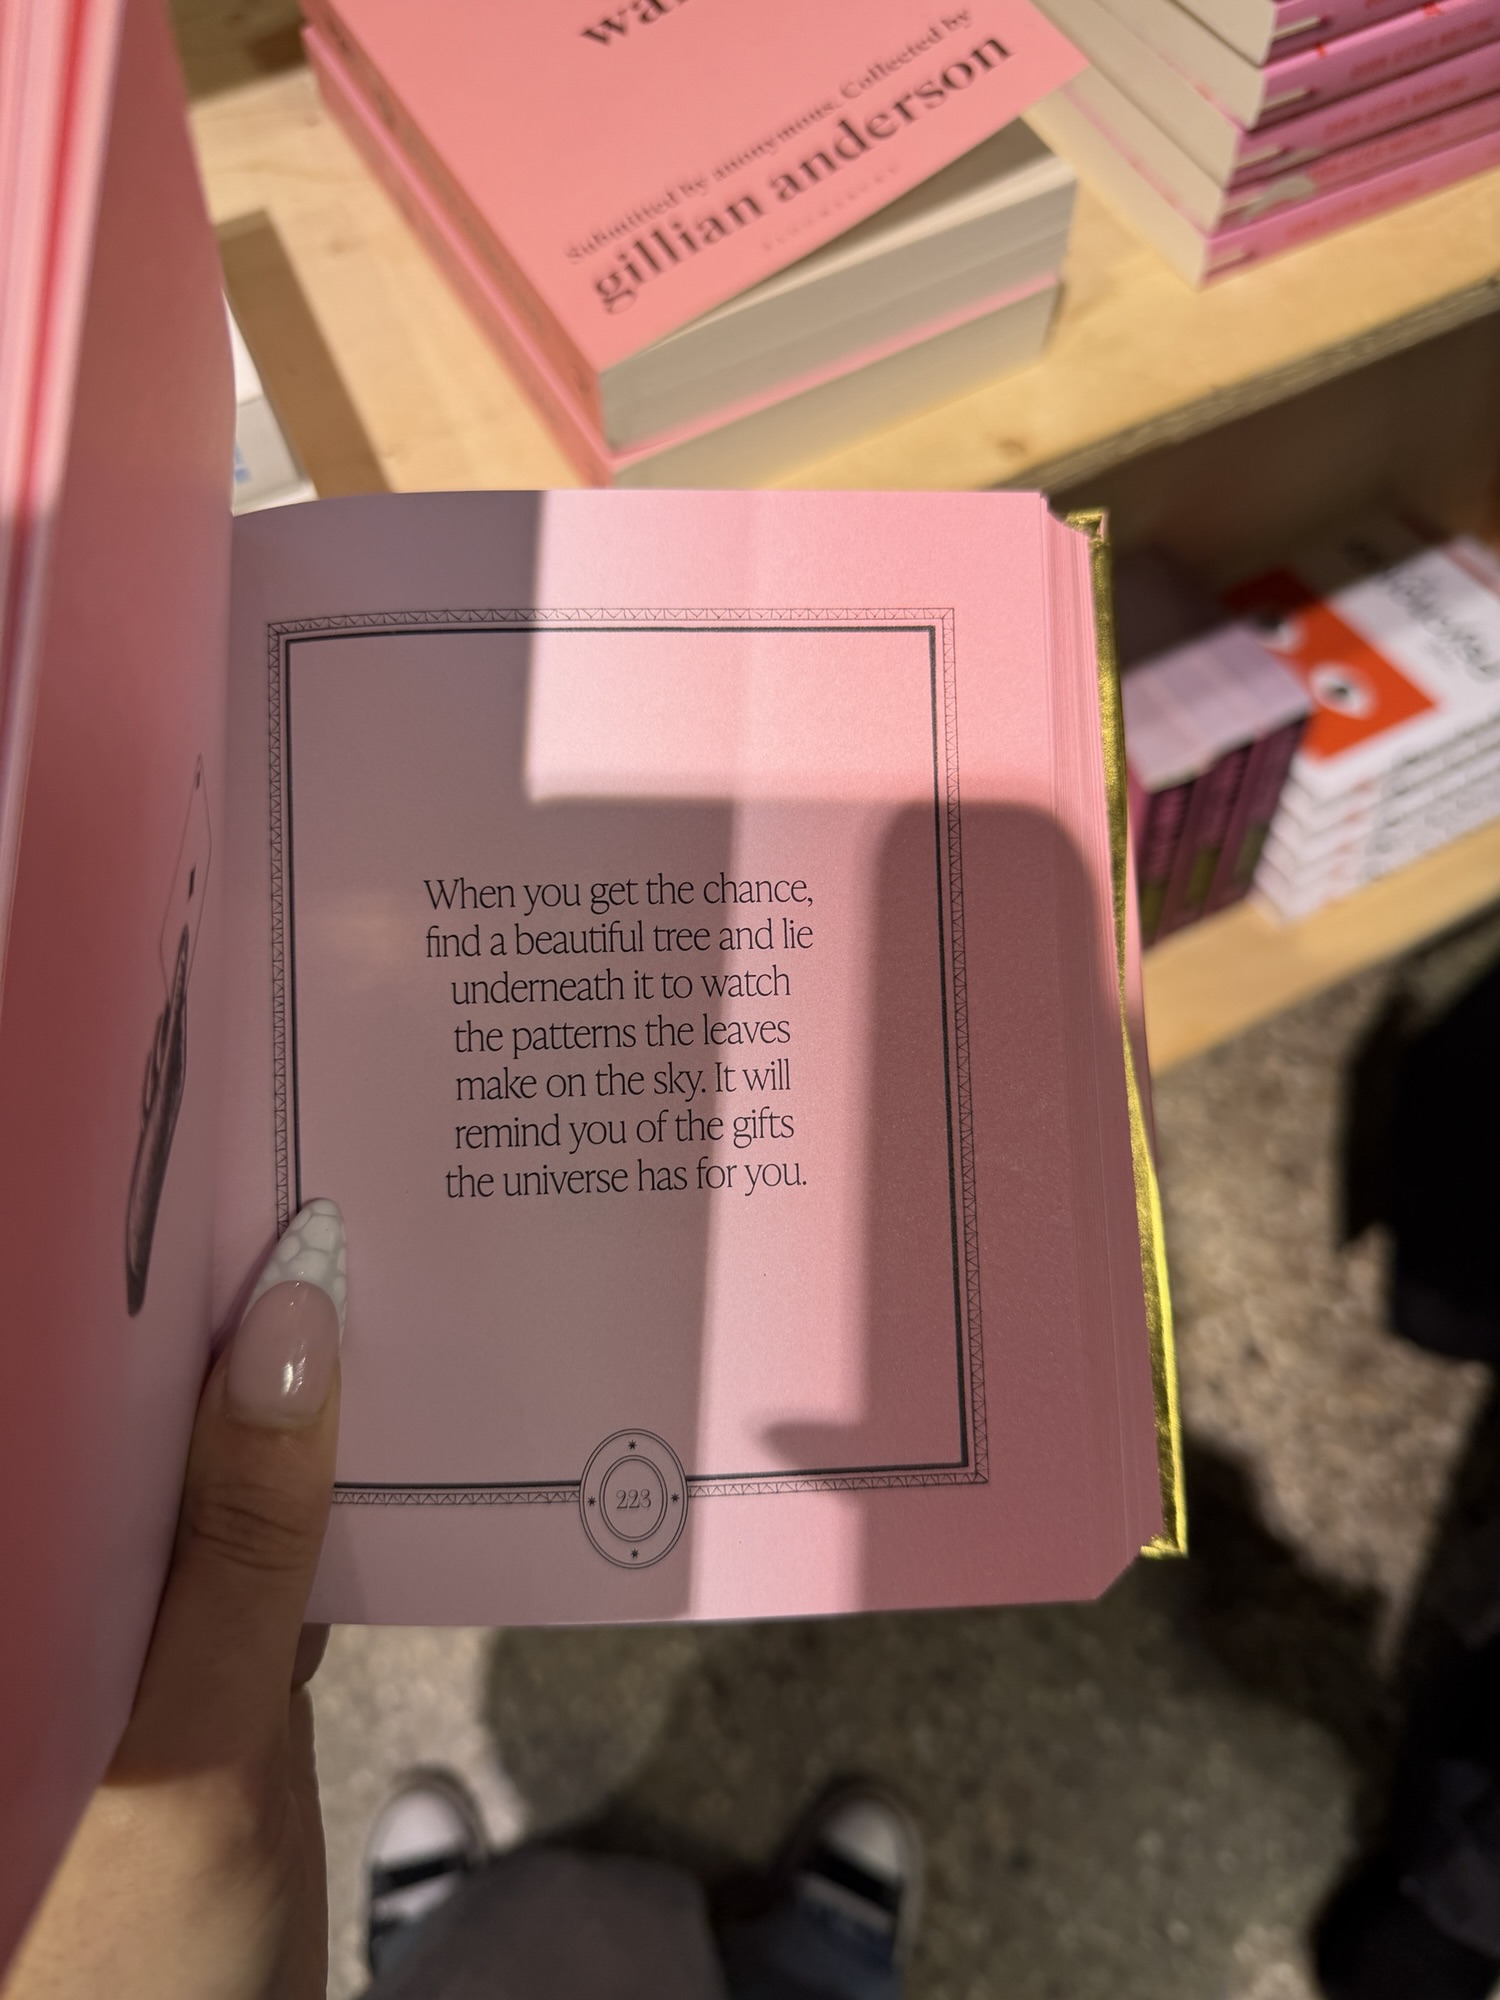 Submitted by anonymous. Collected by
gillian anderson
BLOOMSBURY
When you get the chance,
find a beautiful tree and lie
underneath it to watch
the patterns the leaves
make on the sky. It will
remind you of the gifts
the universe has for you.
223